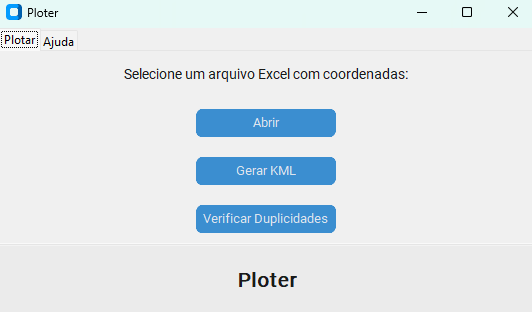 Ploter
Plotar Ajuda
Selecione um arquivo Excel com coordenadas:
Abrir
Gerar KML
Verificar Duplicidades
Ploter